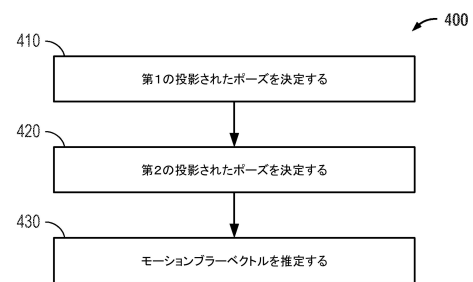 400
410
第1の投影されたポーズを決定する
420
第2の投影されたポーズを決定する
430
モーションブラーベクトルを推定する